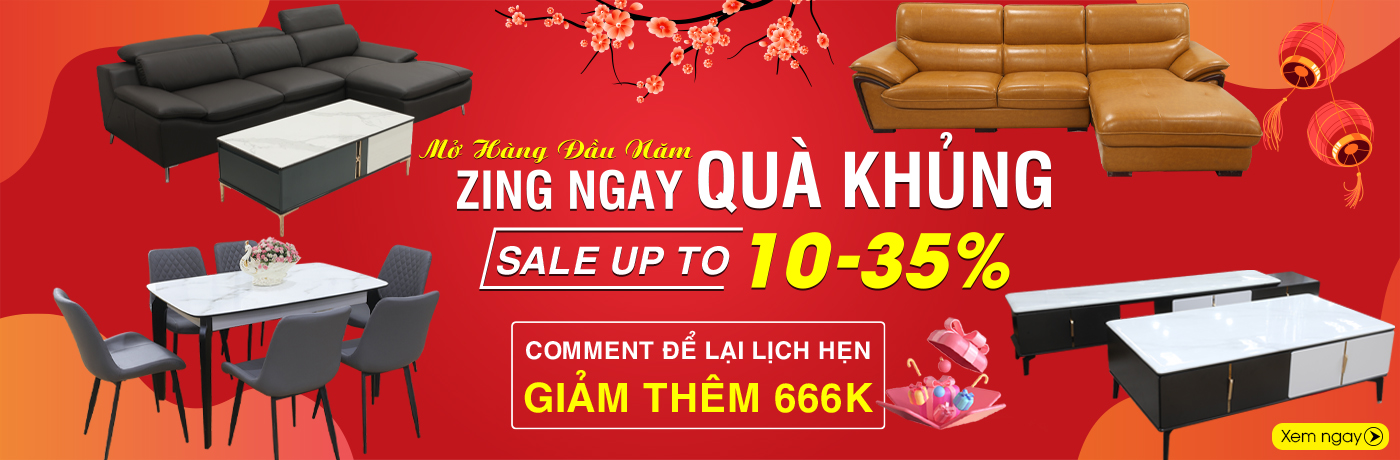 Mở Hàng Đầu Năm
ZING NGAY QUÀ KHỦNG
SALE UP TO 10-35%
COMMENT ĐỂ LẠI LỊCH HẸN
GIẢM THÊM 666K
Xem ngay